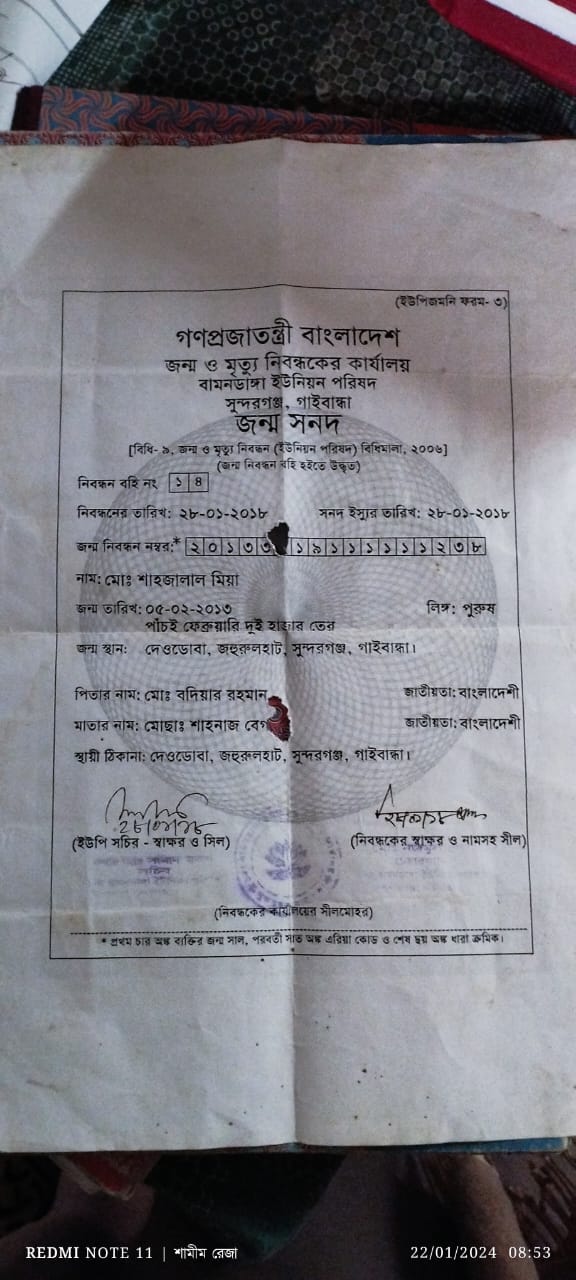 (ইউপিজমনি ফরম- ৩)
গণপ্রজাতন্ত্রী বাংলাদেশ
জন্ম ও মৃত্যু নিবন্ধকের কার্যালয়
বামনডাঙ্গা ইউনিয়ন পরিষদ
সুন্দরগঞ্জ, গাইবান্ধা
জন্ম সনদ
[বিধি- ৯, জন্ম ও মৃত্যু নিবন্ধন (ইউনিয়ন পরিষদ) বিধিমালা, ২০০৬]
(জন্ম নিবন্ধন বহি হইতে উদ্ধৃত)
নিবন্ধন বহি নং ১ ৪
নিবন্ধনের তারিখ: ২৮-০১-২০১৮ সনদ ইস্যুর তারিখ: ২৮-০১-২০১৮
জন্ম নিবন্ধন নম্বর:* ২ ০ ১ ৩ ৩ ১ ৯ ১ ১ ১ ১ ১ ১ ২ ৩ ৮
নাম: মোঃ শাহজালাল মিয়া
জন্ম তারিখ: ০৫-০২-২০১৩ লিঙ্গ: পুরুষ
পাঁচই ফেব্রুয়ারি দুই হাজার তের
জন্ম স্থান: দেওডোবা, জহুরুলহাট, সুন্দরগঞ্জ, গাইবান্ধা।
পিতার নাম: মোঃ বদিয়ার রহমান জাতীয়তা: বাংলাদেশী
মাতার নাম: মোছাঃ শাহনাজ বেগ জাতীয়তা: বাংলাদেশী
স্থায়ী ঠিকানা: দেওডোবা, জহুরুলহাট, সুন্দরগঞ্জ, গাইবান্ধা।
(ইউপি সচিব - স্বাক্ষর ও সিল) (নিবন্ধকের স্বাক্ষর ও নামসহ সীল)
(নিবন্ধকের কার্যালয়ের সীলমোহর)
* প্রথম চার অঙ্ক ব্যক্তির জন্ম সাল, পরবর্তী সাত অঙ্ক এরিয়া কোড ও শেষ ছয় অঙ্ক ধারা ক্রমিক।
REDMI NOTE 11 | শামীম রেজা 22/01/2024 08:53